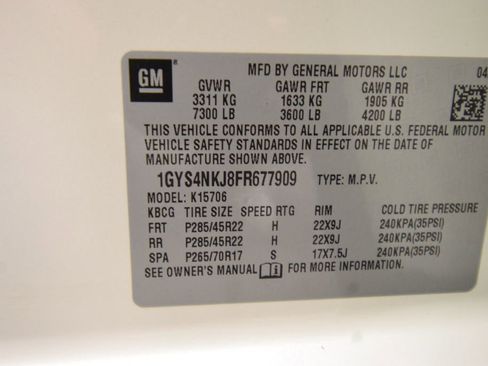 GM
MFD BY GENERAL MOTORS LLC 04
GVWR GAWR FRT GAWR RR
3311 KG 1633 KG 1905 KG
7300 LB 3600 LB 4200 LB
THIS VEHICLE CONFORMS TO ALL APPLICABLE U.S. FEDERAL MOTOR
VEHICLE SAFETY STANDARDS IN EFFECT ON THE DATE OF
MANUFACTURE SHOWN ABOVE.
1GYS4NKJ8FR677909 TYPE: M.P.V.
MODEL: K15706
KBCG TIRE SIZE SPEED RTG RIM COLD TIRE PRESSURE
FRT P285/45R22 H 22X9J 240KPA(35PSI)
RR P285/45R22 H 22X9J 240KPA(35PSI)
SPA P265/70R17 S 17X7.5J 240KPA(35PSI)
SEE OWNER'S MANUAL FOR MORE INFORMATION.